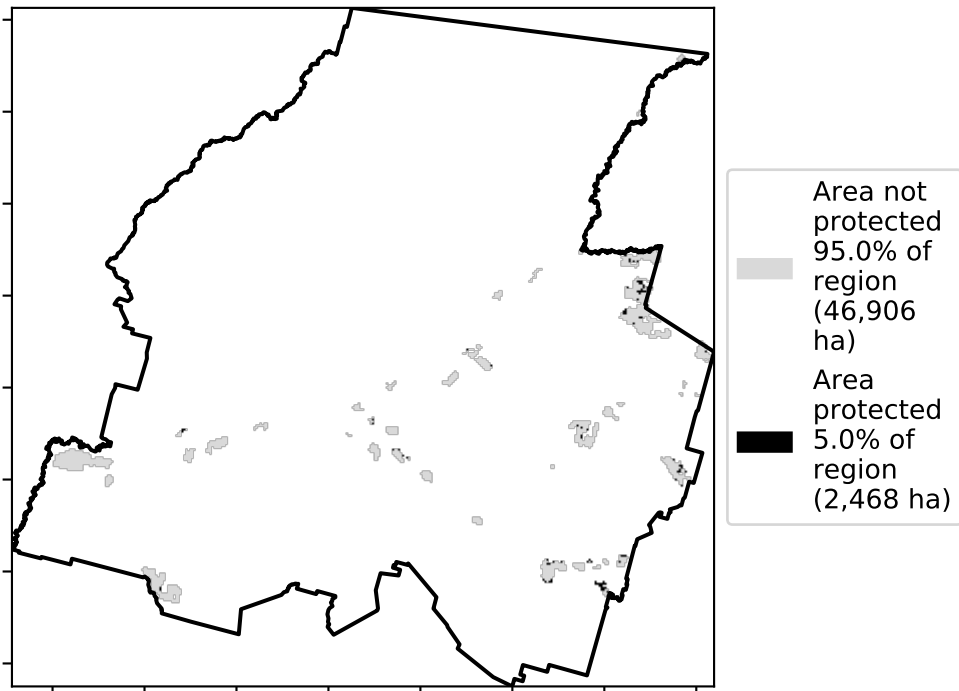 Area not
protected
95.0% of
region
(46,906
ha)
Area
protected
5.0% of
region
(2,468 ha)